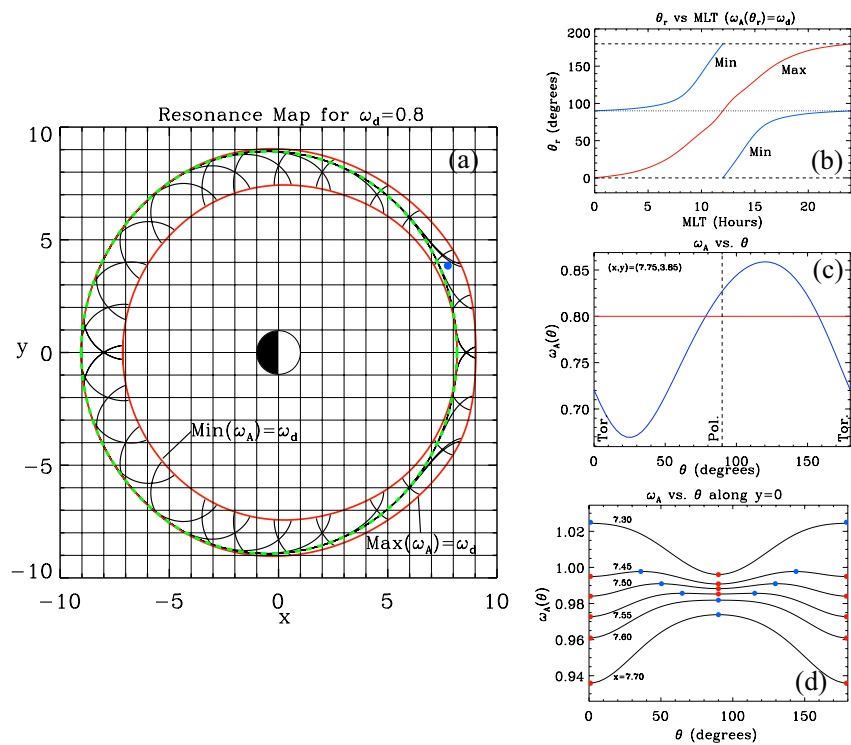 Resonance Map for ω_d=0.8
(a)
10
5
0
−5
−10
y
Min(ω_A)=ω_d
Max(ω_A)=ω_d
−10 −5 0 5 10
x
θ_r vs MLT (ω_A(θ_r)=ω_d)
200
150
100
50
0
θ_r (degrees)
Min
Max
Min
(b)
0 5 10 15 20
MLT (Hours)
ω_A vs. θ
(x,y)=(7.75,3.85)
(c)
0.85
0.80
0.75
0.70
ω_A(θ)
Tor.
Pol.
Tor.
0 50 100 150
θ (degrees)
ω_A vs. θ along y=0
1.02
1.00
0.98
0.96
0.94
ω_A(θ)
7.30
7.45
7.50
7.55
7.60
x=7.70
(d)
0 50 100 150
θ (degrees)